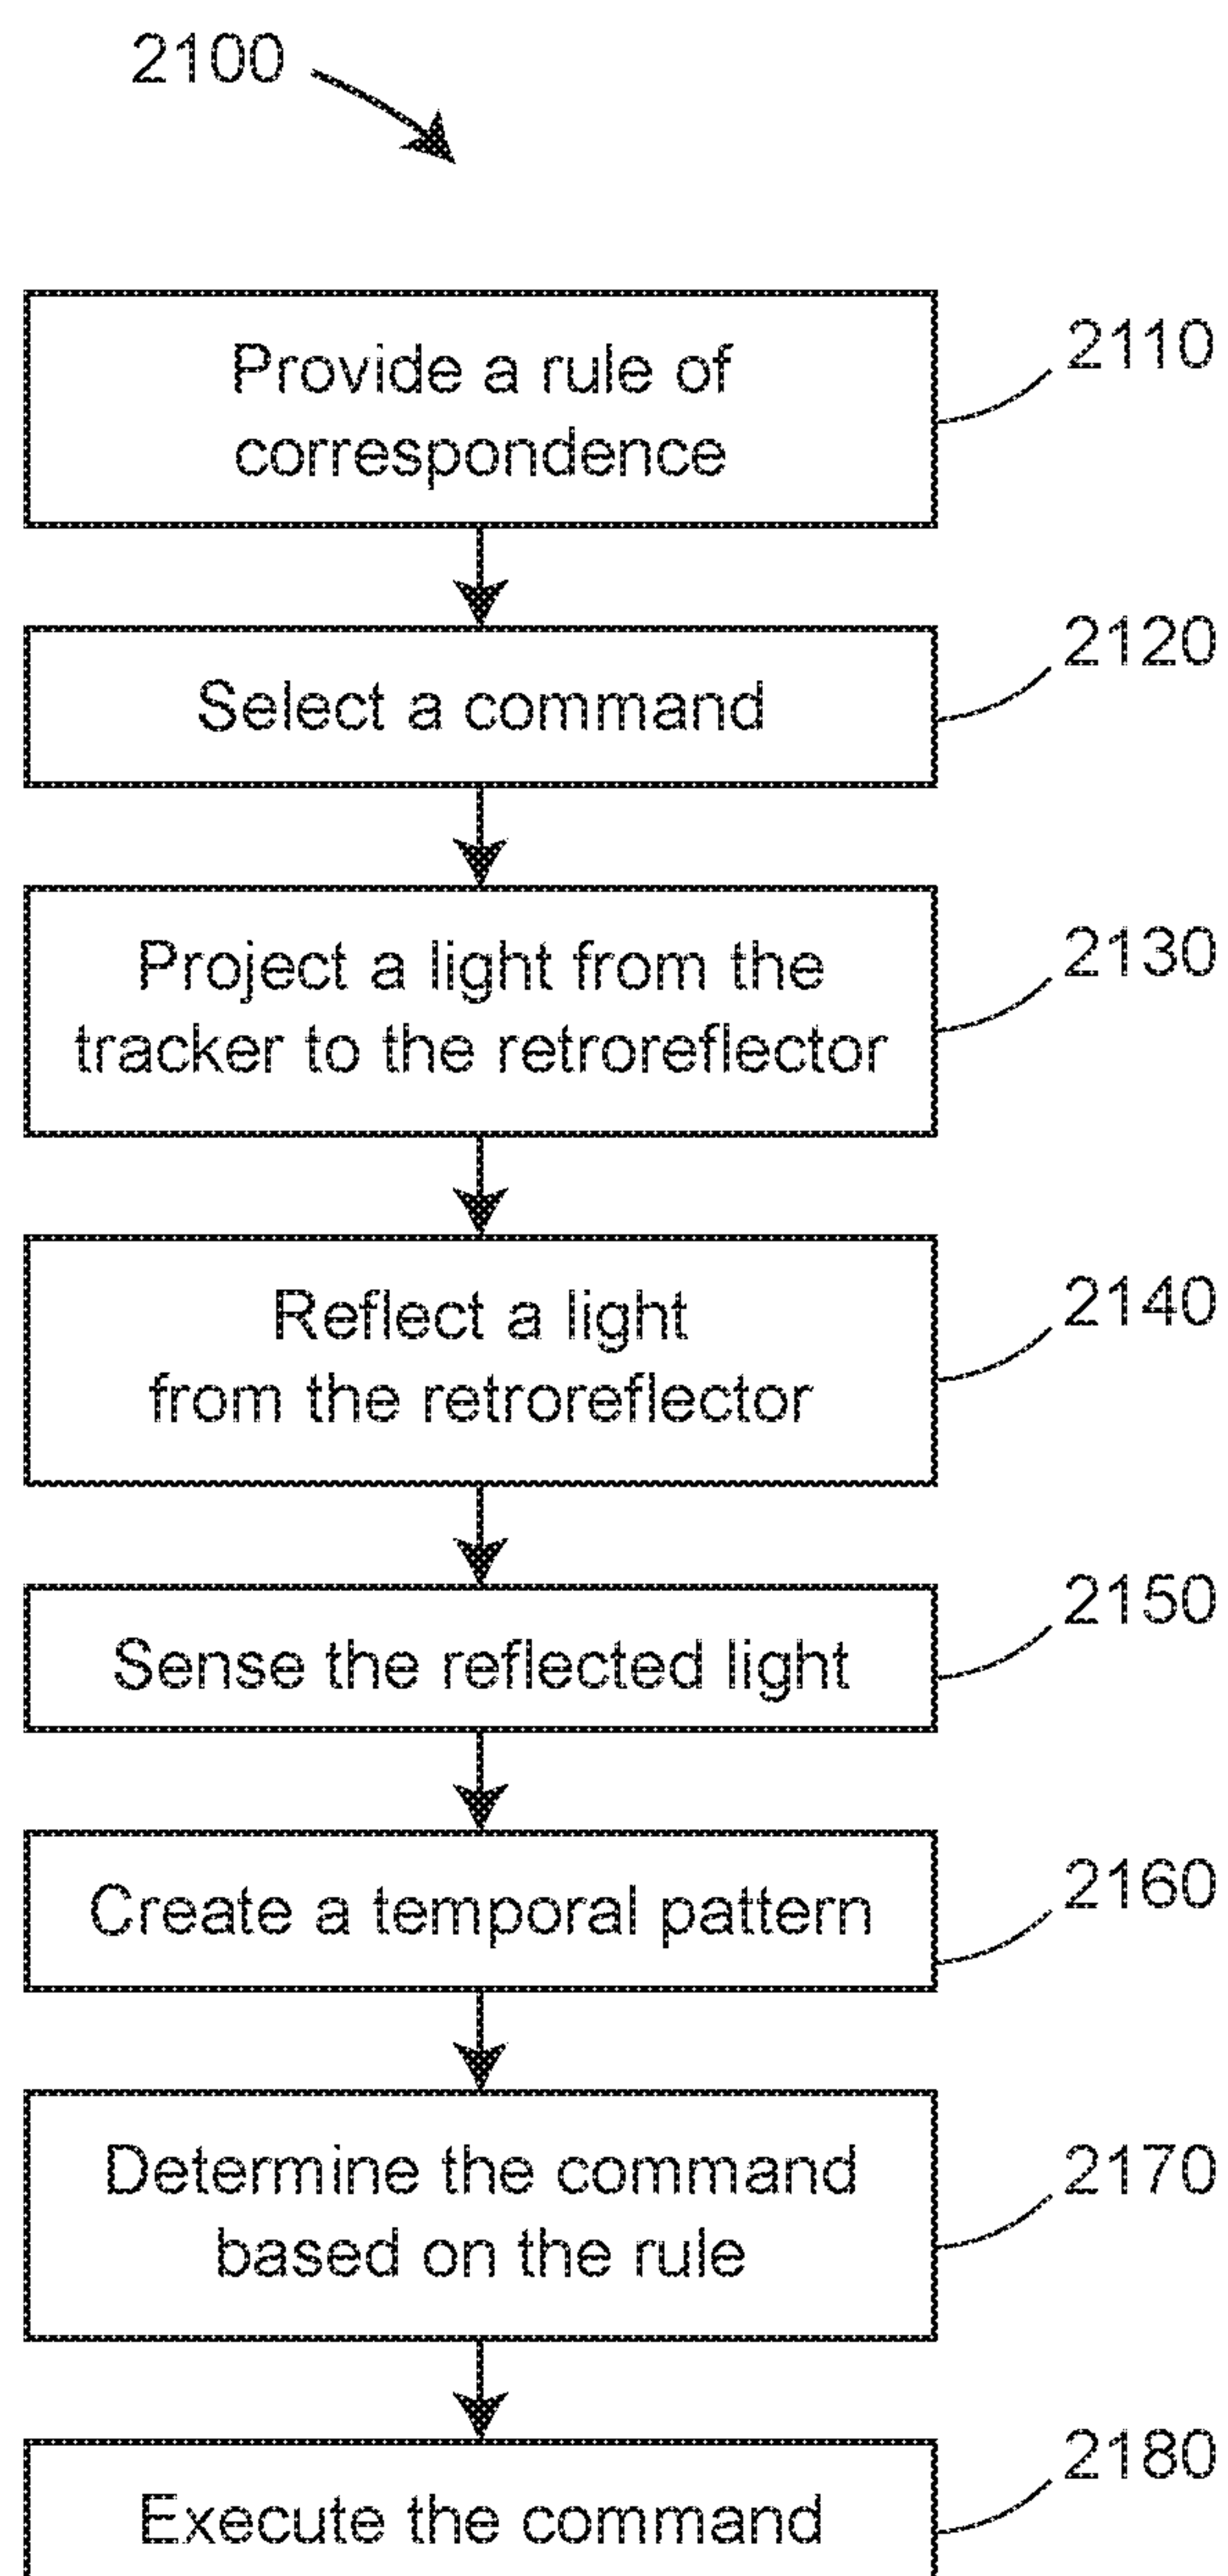 2100
Provide a rule of
correspondence
2110
Select a command
2120
Project a light from the
tracker to the retroreflector
2130
Reflect a light
from the retroreflector
2140
Sense the reflected light
2150
Create a temporal pattern
2160
Determine the command
based on the rule
2170
Execute the command
2180